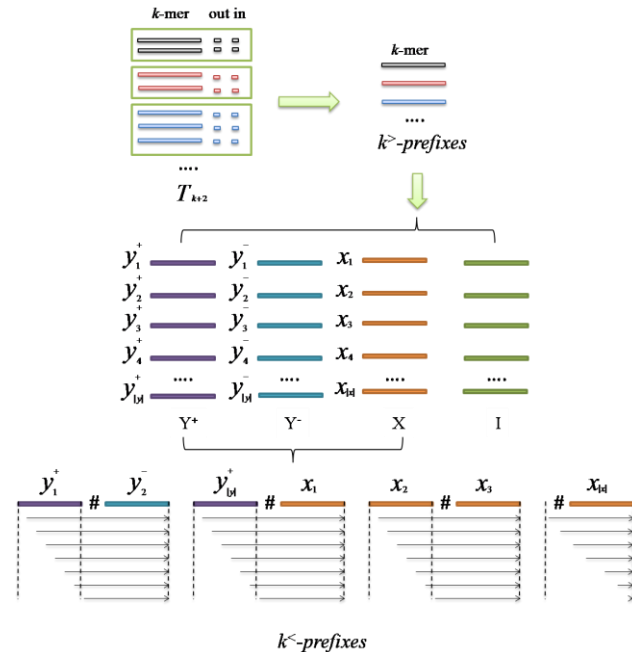 k-mer out in
k-mer
....
k>-prefixes
....
T k+2
y1+ y1- x1
y2+ y2- x2
y3+ y3- x3
y4+ y4- x4
.... .... .... ....
y|y|+ y|y|- x|x|
Y+ Y- X I
y1+ # y2- y|y|+ # x1 x2 # x3 x|x|
#
k<-prefixes